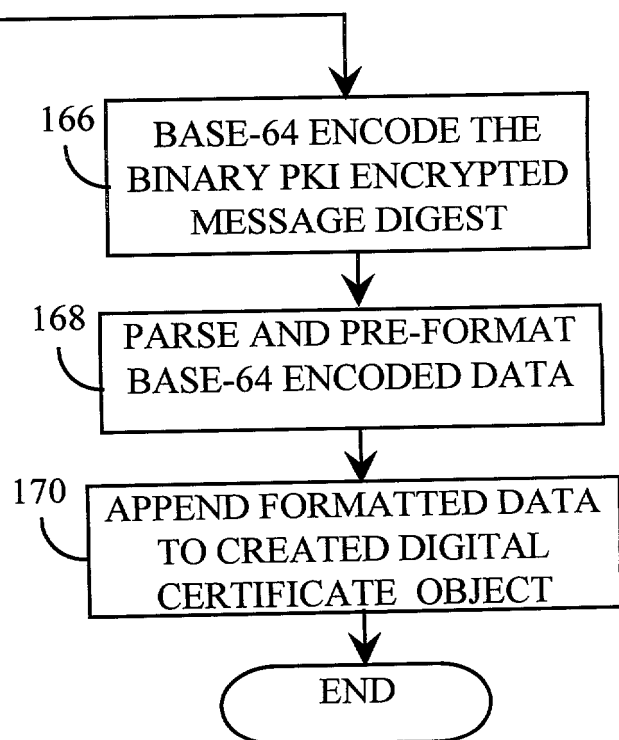 166
BASE-64 ENCODE THE
BINARY PKI ENCRYPTED
MESSAGE DIGEST
168
PARSE AND PRE-FORMAT
BASE-64 ENCODED DATA
170
APPEND FORMATTED DATA
TO CREATED DIGITAL
CERTIFICATE OBJECT
END